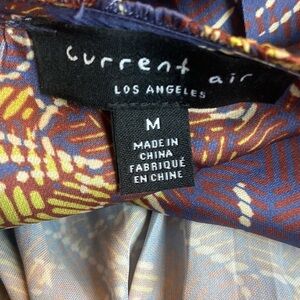 current air
LOS ANGELES
M
MADE IN
CHINA
FABRIQUÉ
EN CHINE